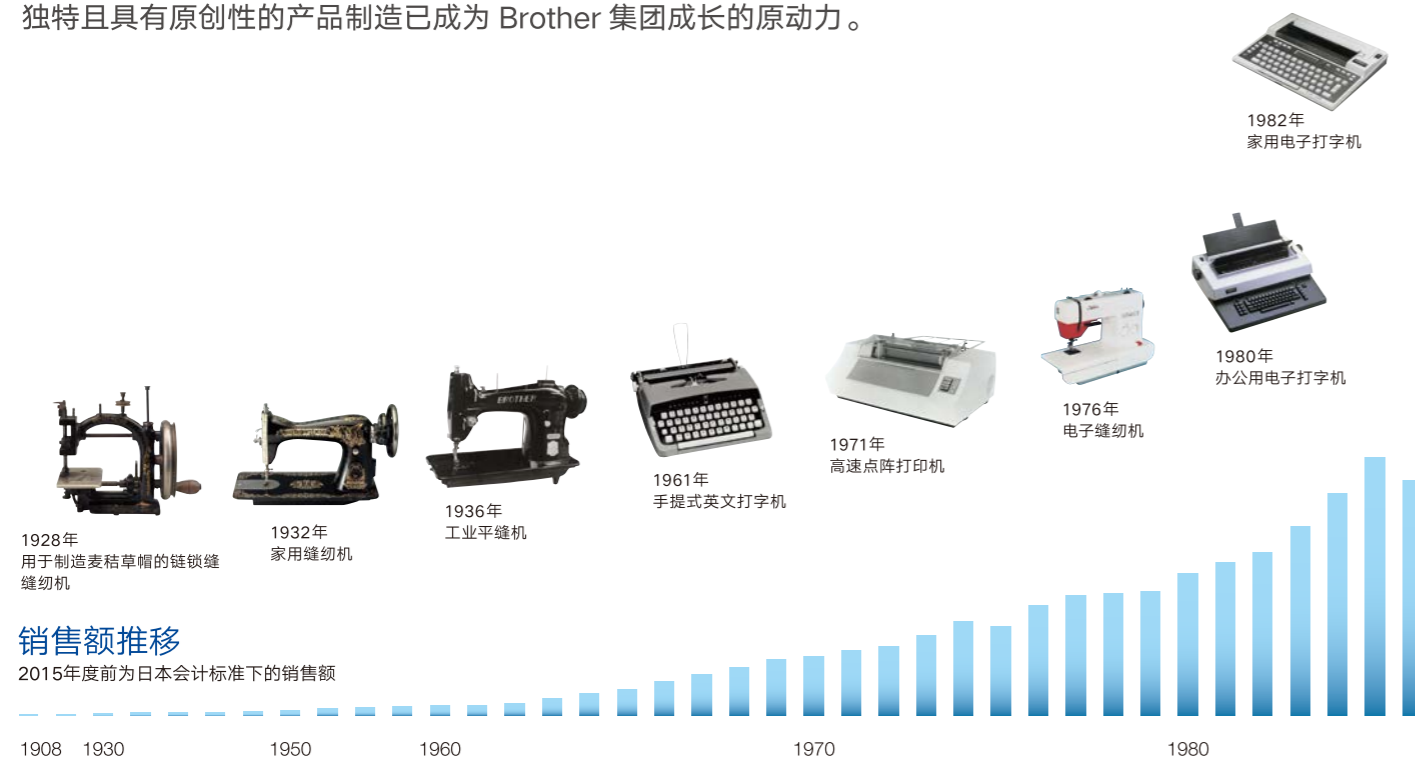 独特且具有原创性的产品制造已成为 Brother 集团成长的原动力。
1982年
家用电子打字机
1980年
办公用电子打字机
1976年
电子缝纫机
1971年
高速点阵打印机
1961年
手提式英文打字机
BROTHER
1936年
工业平缝机
1932年
家用缝纫机
1928年
用于制造麦秸草帽的链锁缝
缝纫机
销售额推移
2015年度前为日本会计标准下的销售额
1908 1930 1950 1960 1970 1980